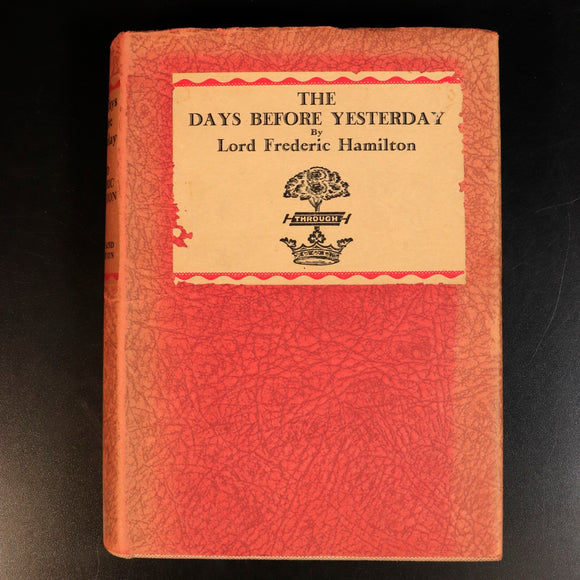 THE
DAYS BEFORE YESTERDAY
By
Lord Frederic Hamilton
THROUGH